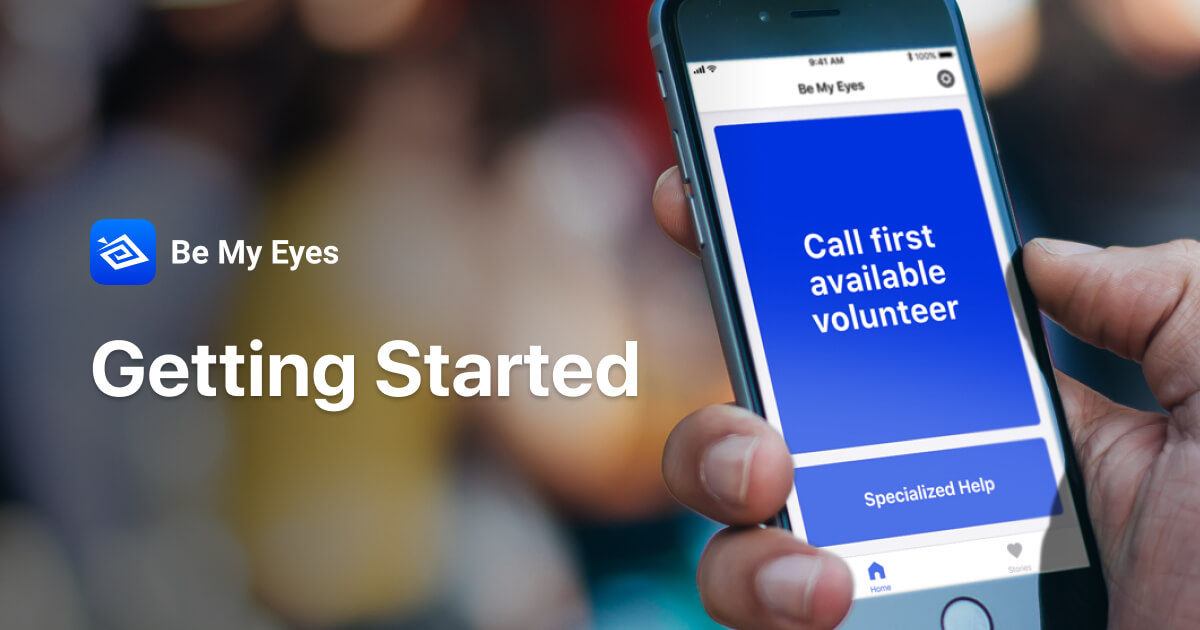 Be My Eyes
Getting Started
9:41 AM
100%
Be My Eyes
Call first
available
volunteer
Specialized Help
Home
Stories